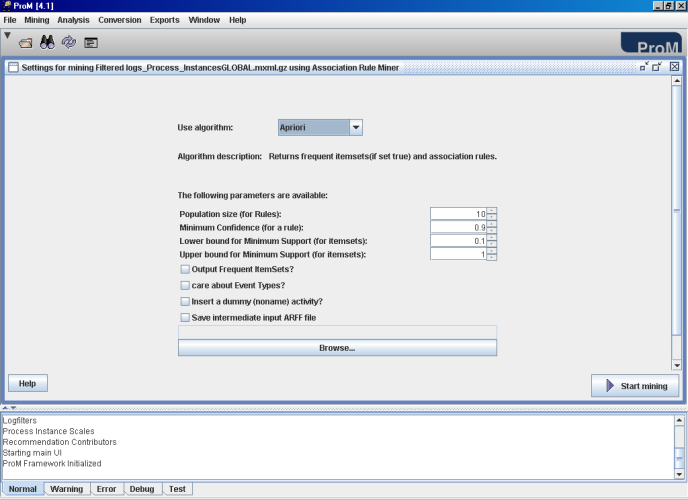 ProM [4.1]
File Mining Analysis Conversion Exports Window Help
ProM
Settings for mining Filtered logs_Process_InstancesGLOBAL.mxml.gz using Association Rule Miner
Use algorithm: Apriori
Algorithm description: Returns frequent itemsets(if set true) and association rules.
The following parameters are available:
Population size (for Rules): 10
Minimum Confidence (for a rule): 0.9
Lower bound for Minimum Support (for itemsets): 0.1
Upper bound for Minimum Support (for itemsets): 1
Output Frequent ItemSets?
care about Event Types?
Insert a dummy (noname) activity?
Save intermediate input ARFF file
Browse...
Help
Start mining
Logfilters
Process Instance Scales
Recommendation Contributors
Starting main UI
ProM Framework Initialized
Normal Warning Error Debug Test